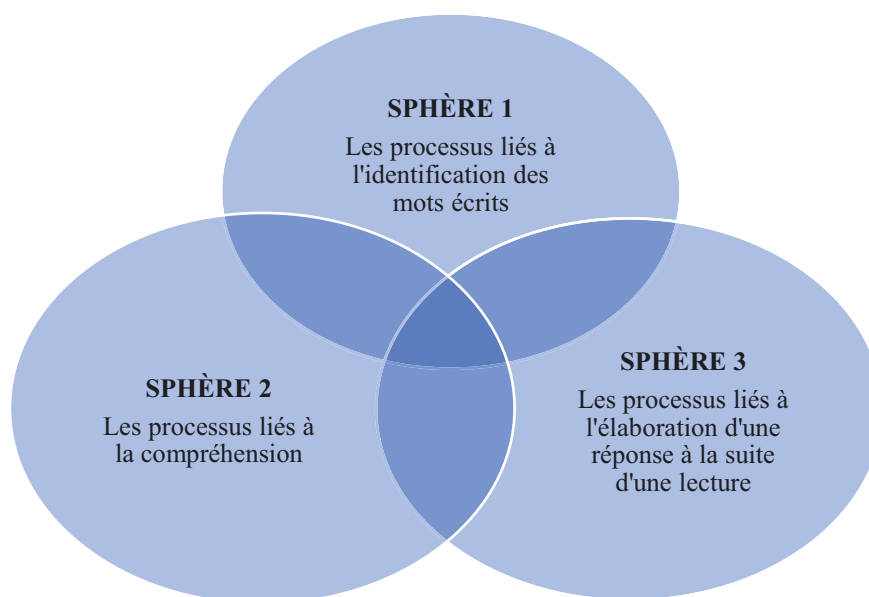 SPHÈRE 1
Les processus liés à
l'identification des
mots écrits
SPHÈRE 2
Les processus liés à
la compréhension
SPHÈRE 3
Les processus liés à
l'élaboration d'une
réponse à la suite
d'une lecture